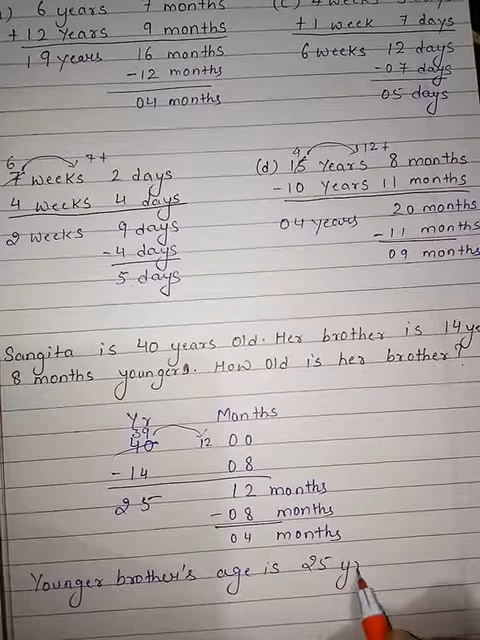 6 years 7 months
+ 12 Years 9 months
19 years 16 months
-12 months
04 months
+1 week 7 days
6 weeks 12 days
-07 days
05 days
6 7+
7 weeks 2 days
4 weeks 4 days
2 weeks 9 days
-4 days
5 days
4 12+
(d) 15 Years 8 months
-10 Years 11 months
04 years 20 months
-11 months
09 months
Sangita is 40 years old. Her brother is 14 ye
8 months younger. How old is her brother?
Yr Months
39
40 12 00
-14 08
25 12 months
-08 months
04 months
Younger brother's age is 25 y